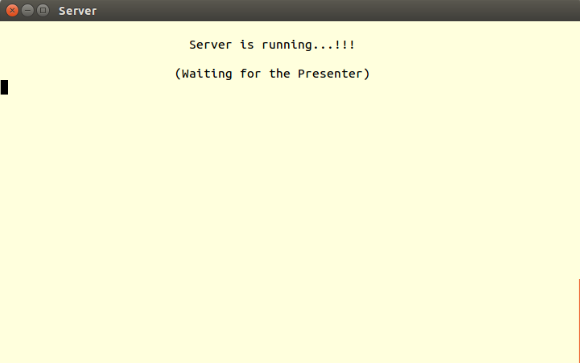 Server
Server is running...!!!
(Waiting for the Presenter)